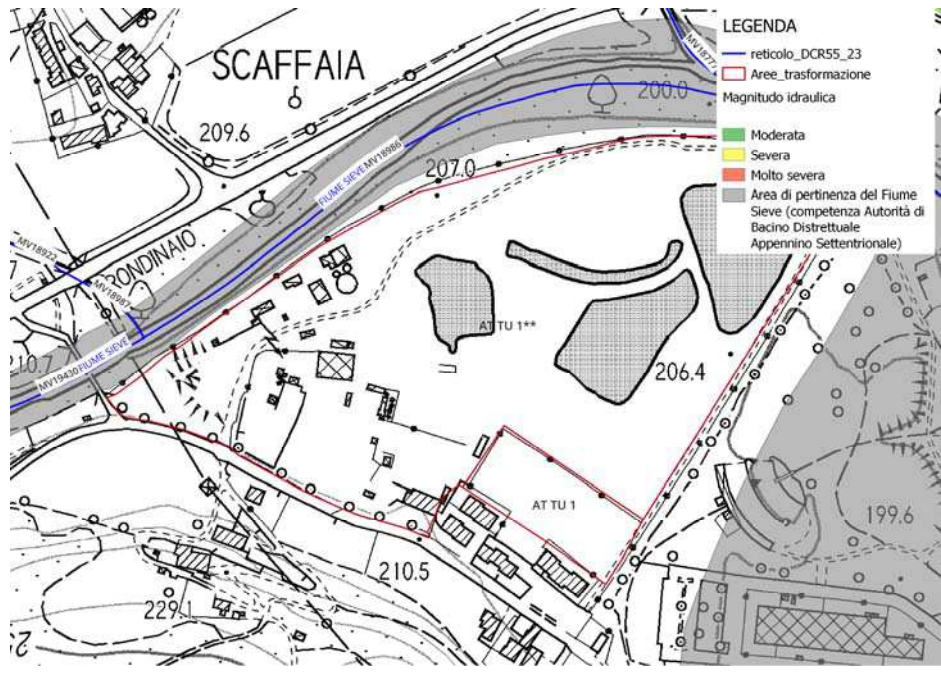 SCAFFAIA
209.6
207.0
200.0
MV1877
FIUME SIEVE MV18986
RONDINAIO
MV18922
MV18987
MV19430 FIUME SIEVE
210.7
AT TU 1**
206.4
AT TU 1
199.6
210.5
229.1
LEGENDA
reticolo_DCR55_23
Aree_trasformazione
Magnitudo idraulica
Moderata
Severa
Molto severa
Area di pertinenza del Fiume
Sieve (competenza Autorità di
Bacino Distrettuale
Appennino Settentrionale)